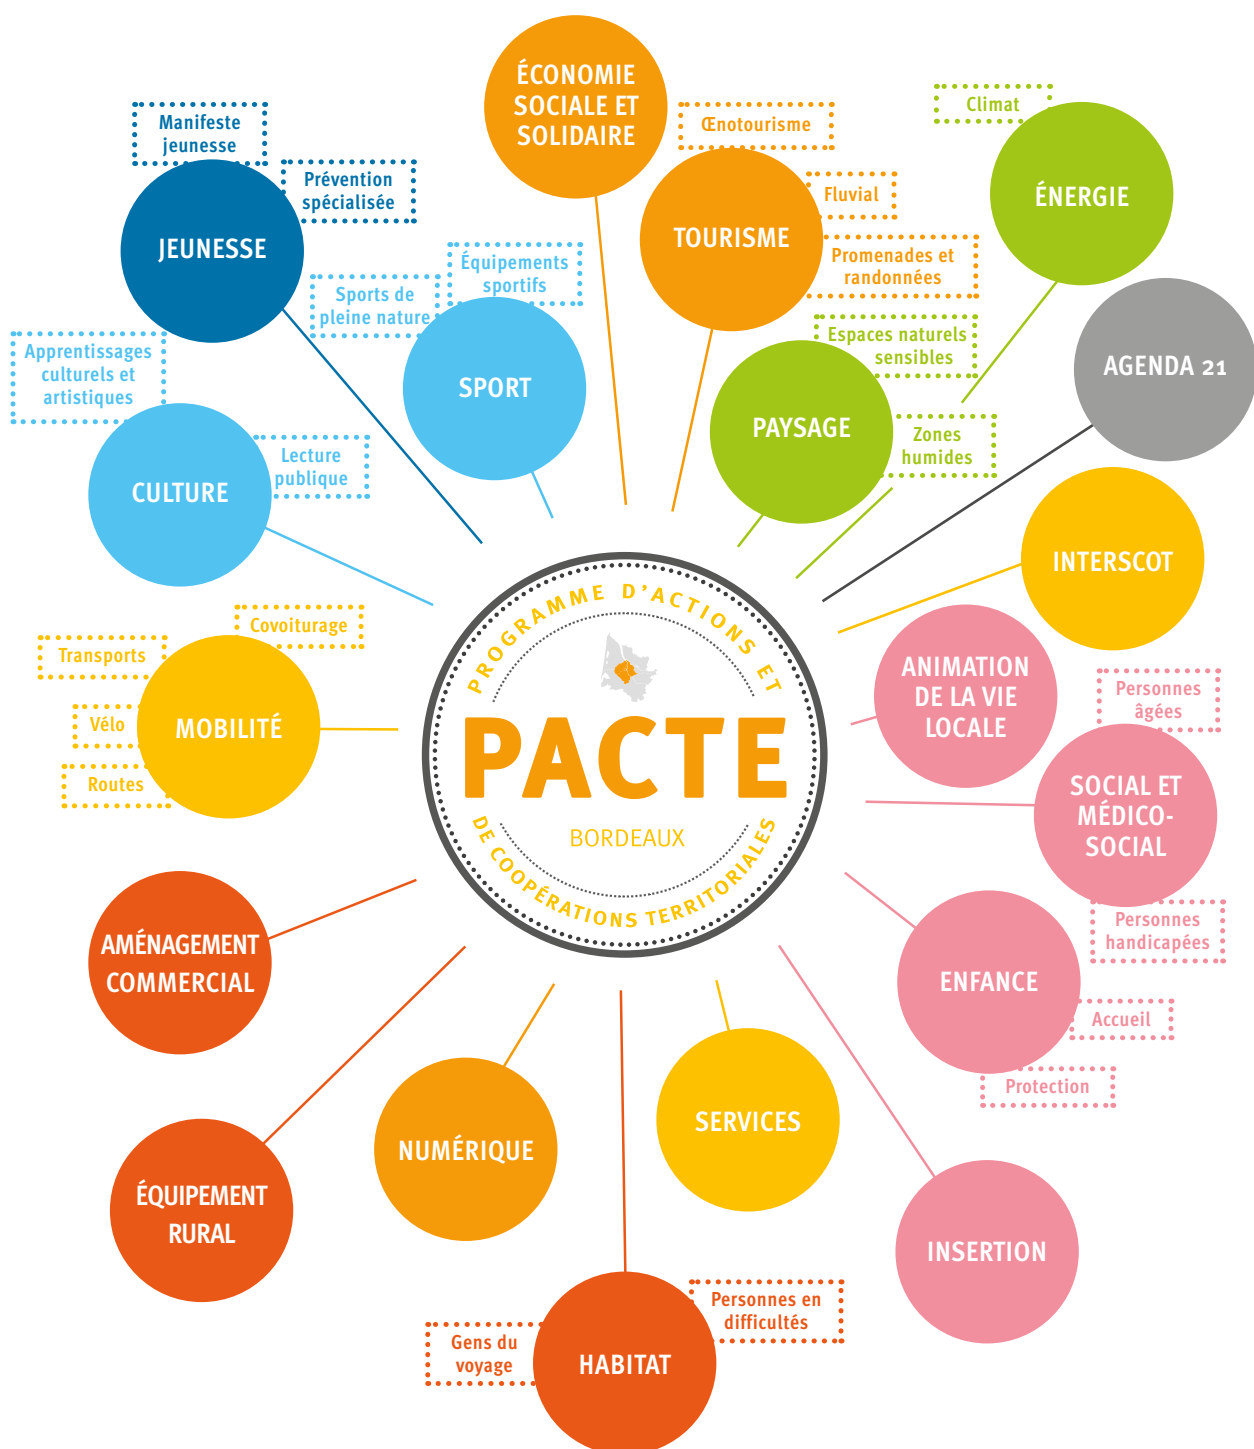 ÉCONOMIE
SOCIALE ET
SOLIDAIRE
Manifeste
jeunesse
Prévention
spécialisée
JEUNESSE
Œnotourisme
Fluvial
Promenades et
randonnées
TOURISME
Climat
ÉNERGIE
Équipements
sportifs
Sports de
pleine nature
SPORT
Apprentissages
culturels et
artistiques
Lecture
publique
CULTURE
Espaces naturels
sensibles
Zones
humides
PAYSAGE
AGENDA 21
INTERSCOT
Covoiturage
Transports
Vélo
Routes
MOBILITÉ
PROGRAMME D'ACTIONS ET
PACTE
BORDEAUX
DE COOPÉRATIONS TERRITORIALES
ANIMATION
DE LA VIE
LOCALE
Personnes
âgées
SOCIAL ET
MÉDICO-
SOCIAL
Personnes
handicapées
ENFANCE
Accueil
Protection
AMÉNAGEMENT
COMMERCIAL
ÉQUIPEMENT
RURAL
NUMÉRIQUE
SERVICES
INSERTION
Personnes en
difficultés
Gens du
voyage
HABITAT